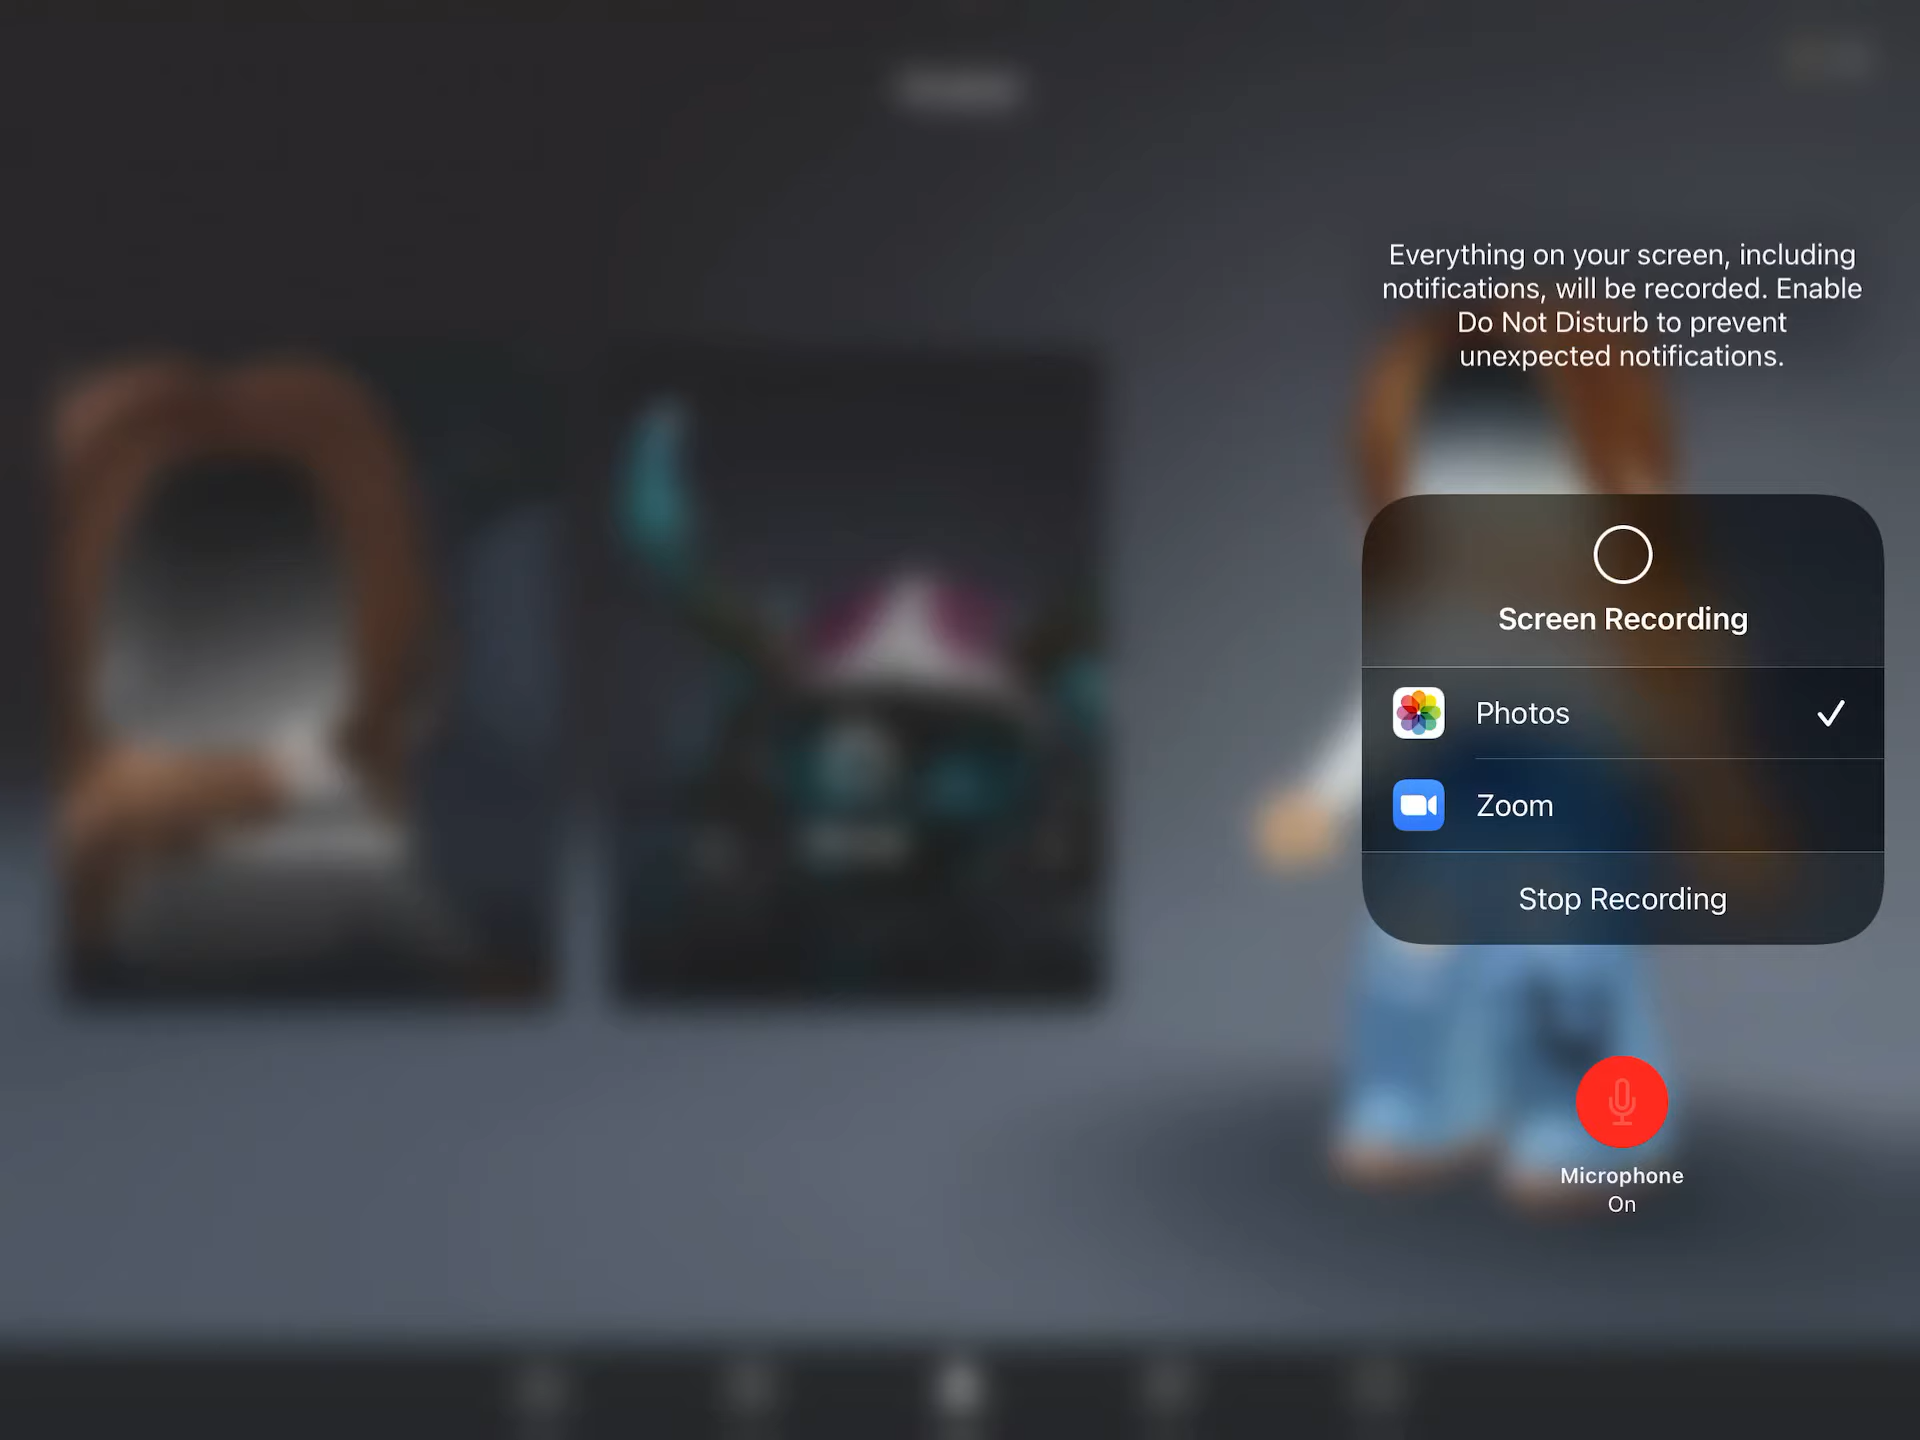 Everything on your screen, including
notifications, will be recorded. Enable
Do Not Disturb to prevent
unexpected notifications.
Screen Recording
Photos
Zoom
Stop Recording
Microphone
On